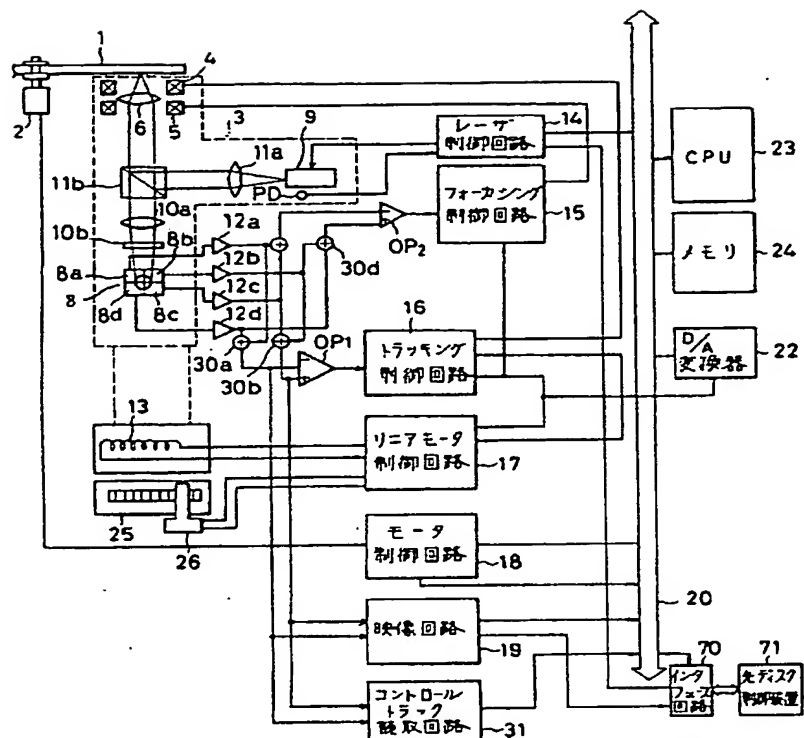 1
4
2
6
5
3
9
11a
11b
PD
10a
10b
12a
8b
8a
12b
8
12c
8d
8c
12d
30a
30b
30d
OP2
OP1
レーザ
制御回路
14
フォーカシング
制御回路
15
16
トラッキング
制御回路
13
リニアモータ
制御回路
17
25
26
モータ
制御回路
18
映像回路
19
コントロール
トラック
読取回路
31
CPU
23
メモリ
24
D/A
変換器
22
20
70
インタ
フェース
回路
71
光ディスク
制御装置